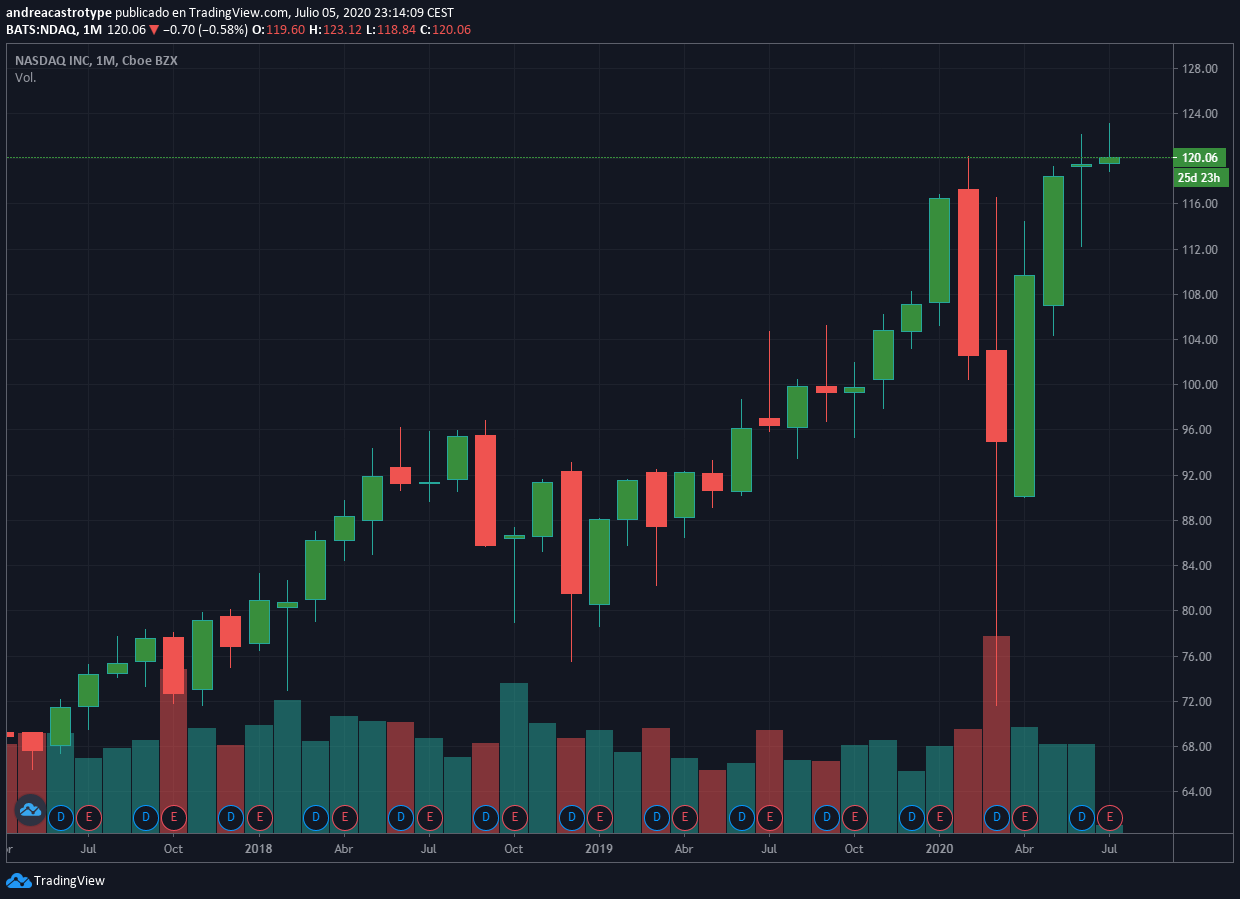 andreacastrotype publicado en TradingView.com, Julio 05, 2020 23:14:09 CEST
BATS:NDAQ, 1M 120.06 ▼ −0.70 (−0.58%) O:119.60 H:123.12 L:118.84 C:120.06
NASDAQ INC, 1M, Cboe BZX
Vol.
128.00
124.00
120.06
25d 23h
116.00
112.00
108.00
104.00
100.00
96.00
92.00
88.00
84.00
80.00
76.00
72.00
68.00
64.00
D E D E D E D E D E D E D E D E D E D E D E D E D E
Jul Oct 2018 Abr Jul Oct 2019 Abr Jul Oct 2020 Abr Jul
TradingView